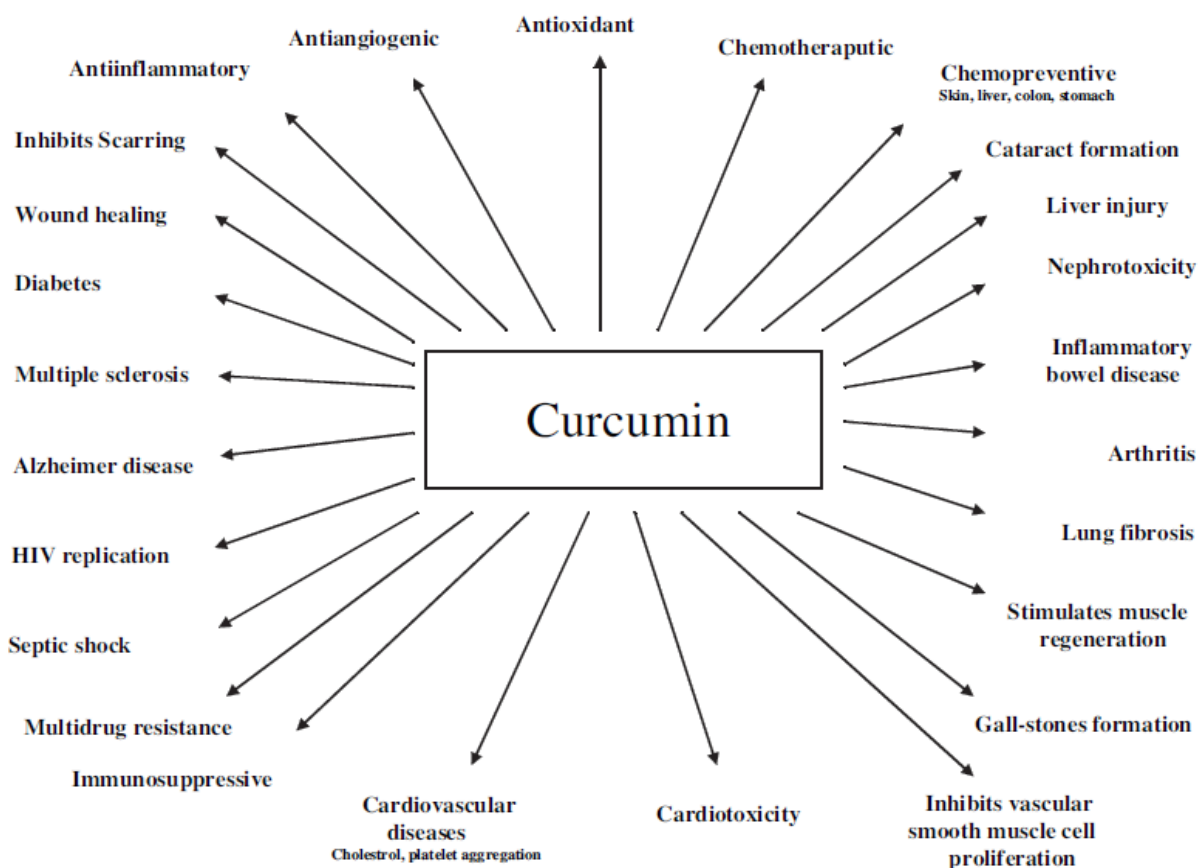 Antioxidant
Antiangiogenic
Chemotheraputic
Antiinflammatory
Chemopreventive
Skin, liver, colon, stomach
Inhibits Scarring
Cataract formation
Wound healing
Liver injury
Diabetes
Nephrotoxicity
Multiple sclerosis
Inflammatory
bowel disease
Curcumin
Alzheimer disease
Arthritis
HIV replication
Lung fibrosis
Septic shock
Stimulates muscle
regeneration
Multidrug resistance
Gall-stones formation
Immunosuppressive
Cardiovascular
diseases
Cholestrol, platelet aggregation
Cardiotoxicity
Inhibits vascular
smooth muscle cell
proliferation